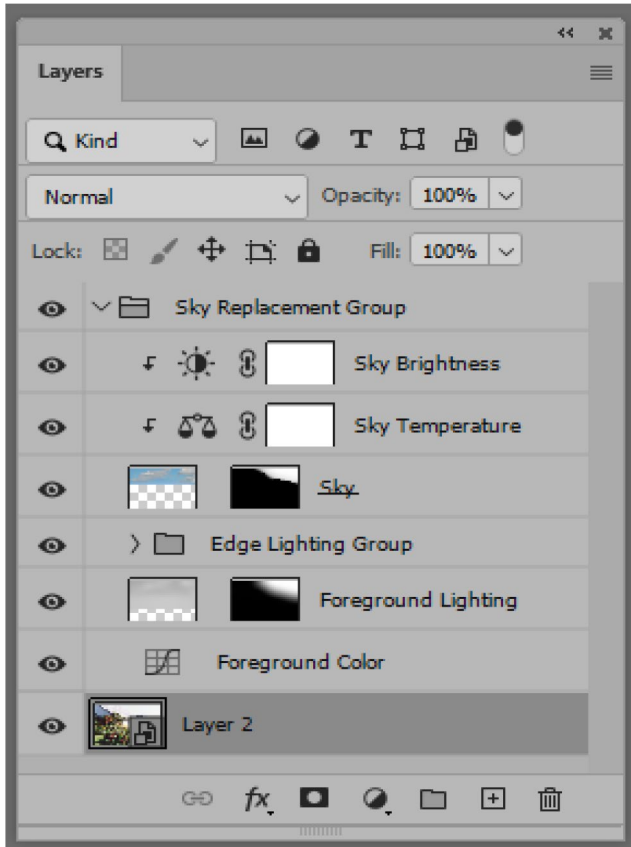 Layers
Kind
Normal Opacity: 100%
Lock: Fill: 100%
Sky Replacement Group
Sky Brightness
Sky Temperature
Sky
Edge Lighting Group
Foreground Lighting
Foreground Color
Layer 2
fx